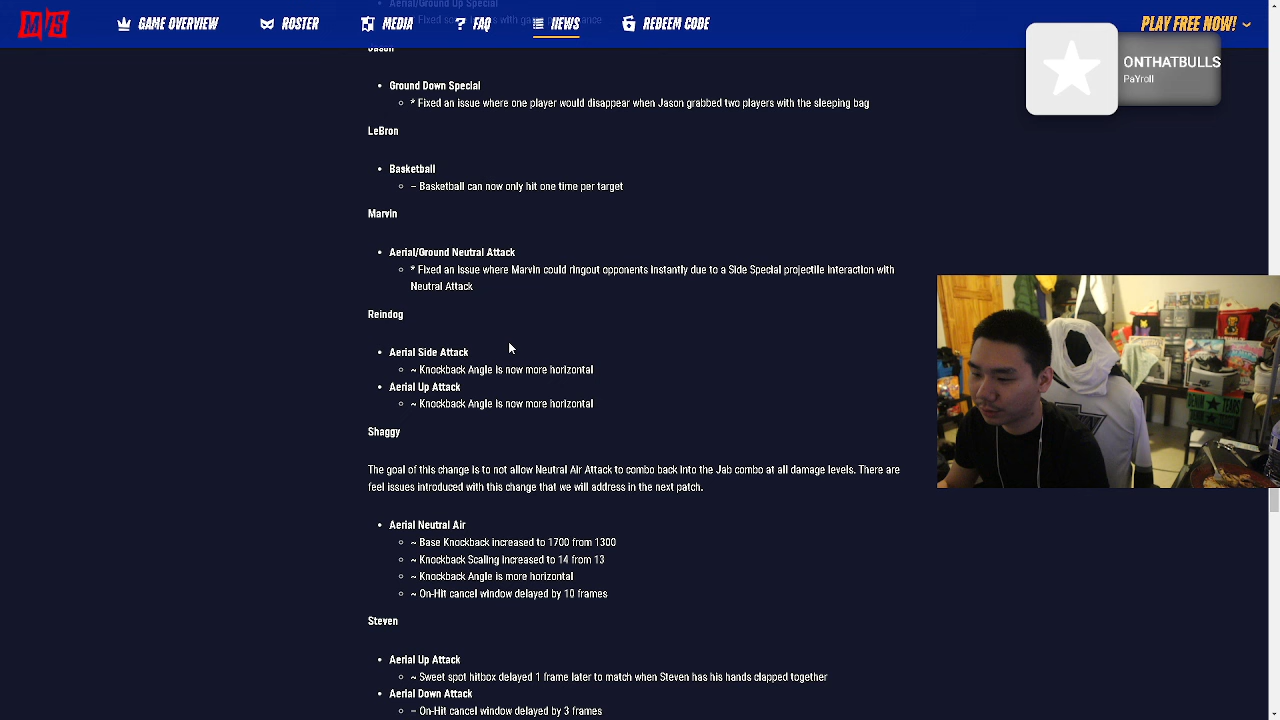 Aerial/Ground Up Special
M/S
GAME OVERVIEW
ROSTER
MEDIA
FAQ
NEWS
REDEEM CODE
PLAY FREE NOW!
ONTHATBULLS
PaYroll
Jason
Ground Down Special
* Fixed an issue where one player would disappear when Jason grabbed two players with the sleeping bag
LeBron
Basketball
– Basketball can now only hit one time per target
Marvin
Aerial/Ground Neutral Attack
* Fixed an issue where Marvin could ringout opponents instantly due to a Side Special projectile interaction with
Neutral Attack
Reindog
Aerial Side Attack
~ Knockback Angle is now more horizontal
Aerial Up Attack
~ Knockback Angle is now more horizontal
Shaggy
The goal of this change is to not allow Neutral Air Attack to combo back into the Jab combo at all damage levels. There are
feel issues introduced with this change that we will address in the next patch.
Aerial Neutral Air
~ Base Knockback increased to 1700 from 1300
~ Knockback Scaling increased to 14 from 13
~ Knockback Angle is more horizontal
~ On-Hit cancel window delayed by 10 frames
Steven
Aerial Up Attack
~ Sweet spot hitbox delayed 1 frame later to match when Steven has his hands clapped together
Aerial Down Attack
– On-Hit cancel window delayed by 3 frames